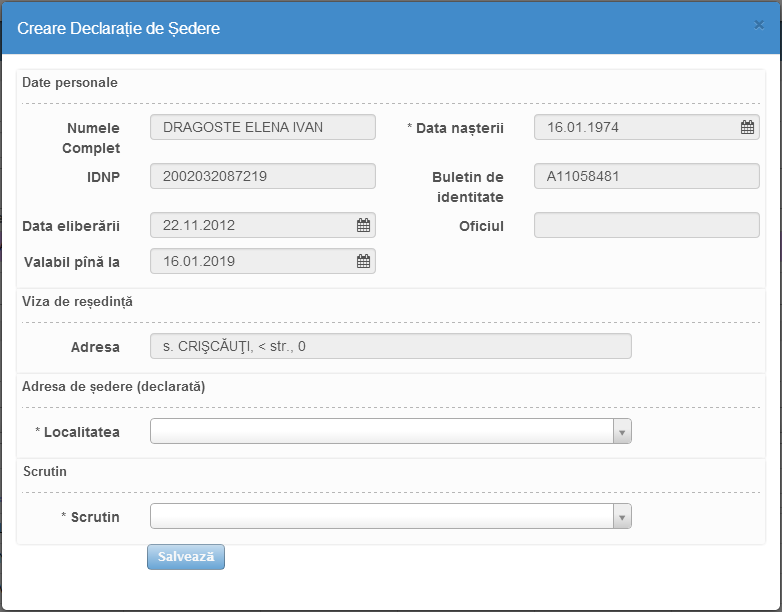 Creare Declarație de Ședere
×
Date personale
Numele Complet
DRAGOSTE ELENA IVAN
* Data nașterii
16.01.1974
IDNP
2002032087219
Buletin de identitate
A11058481
Data eliberării
22.11.2012
Oficiul
Valabil pînă la
16.01.2019
Viza de reședință
Adresa
s. CRIŞCĂUŢI, < str., 0
Adresa de ședere (declarată)
* Localitatea
Scrutin
* Scrutin
Salvează